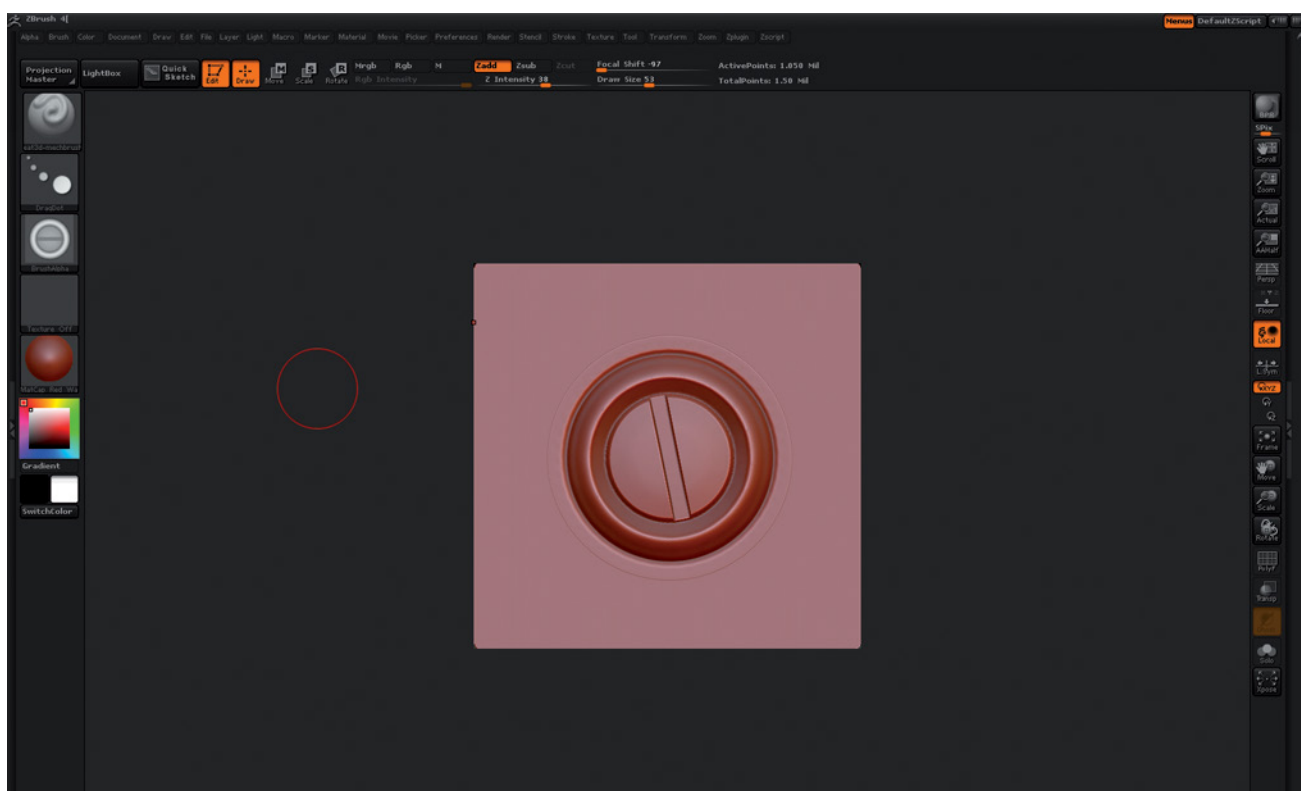 ZBrush 4[
Menus DefaultZScript
Alpha Brush Color Document Draw Edit File Layer Light Macro Marker Material Movie Picker Preferences Render Stencil Stroke Texture Tool Transform Zoom Zplugin Zscript
Projection
Master
LightBox
Quick
Sketch
Edit
Draw
Move
Scale
Rotate
Mrgb Rgb M
Rgb Intensity
Zadd Zsub Zcut
Z Intensity 38
Focal Shift -97
Draw Size 53
ActivePoints: 1.050 Mil
TotalPoints: 1.50 Mil
DragDot
BrushAlpha
Texture Off
MatCap Red Wa
Gradient
SwitchColor
BPR
SPix
Scroll
Zoom
Actual
AAHalf
Persp
Floor
Local
L.Sym
XYZ
Frame
Move
Scale
Rotate
PolyF
Transp
Solo
Xpose